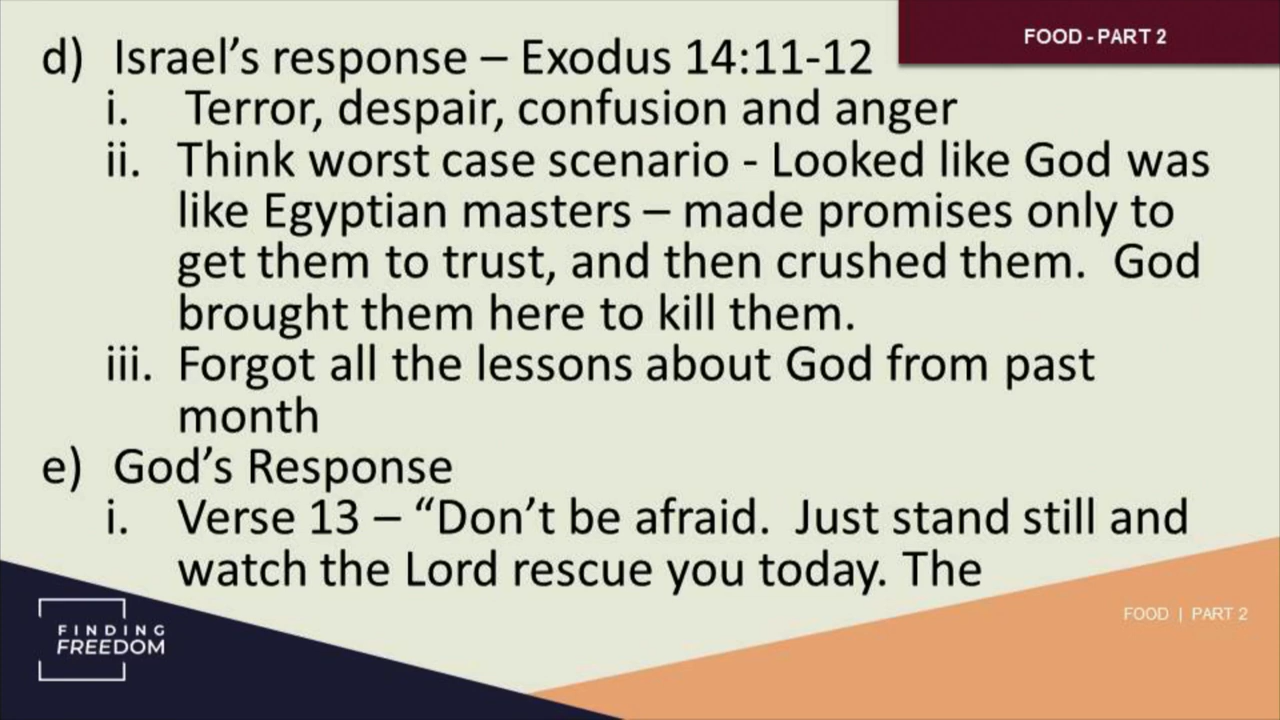 FOOD - PART 2
d) Israel’s response – Exodus 14:11-12
i. Terror, despair, confusion and anger
ii. Think worst case scenario - Looked like God was
like Egyptian masters – made promises only to
get them to trust, and then crushed them.  God
brought them here to kill them.
iii. Forgot all the lessons about God from past
month
e) God’s Response
i. Verse 13 – “Don’t be afraid.  Just stand still and
watch the Lord rescue you today. The
FOOD | PART 2
FINDING
FREEDOM